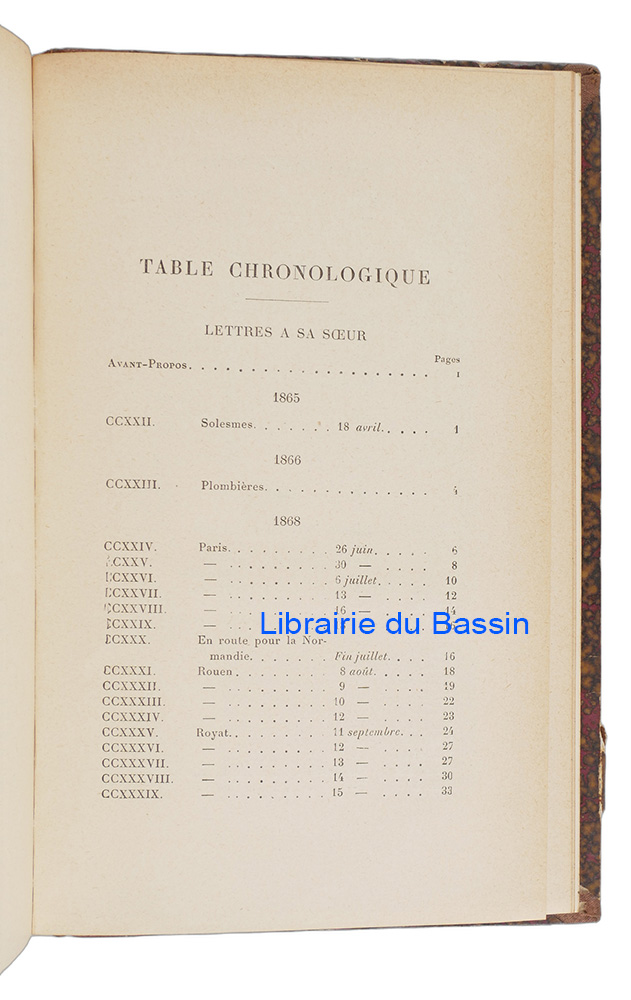 TABLE CHRONOLOGIQUE
LETTRES A SA SŒUR
Pages
AVANT-PROPOS. . . . . . . . . . . . . . . . . . . . . I
1865
CCXXII. Solesmes. . . . . . . 18 avril. . . . . 1
1866
CCXXIII. Plombières. . . . . . . . . . . . . . . 4
1868
CCXXIV. Paris. . . . . . . . . 26 juin. . . . . 6
CCXXV. — . . . . . . . . . 30 — . . . . . 8
CCXXVI. — . . . . . . . . . 6 juillet. . . . . 10
CCXXVII. — . . . . . . . . . 13 — . . . . 12
CCXXVIII. — . . . . . . . . . 16 — . . . . 14
CCXXIX. —
Librairie du Bassin
CCXXX. En route pour la Nor-
mandie. . . . . . . Fin juillet. . . . 16
CCXXXI. Rouen . . . . . . . . 8 août. . . . . 18
CCXXXII. — . . . . . . . . . 9 — . . . . 19
CCXXXIII. — . . . . . . . . . 10 — . . . . 22
CCXXXIV. — . . . . . . . . . 12 — . . . . 23
CCXXXV. Royat. . . . . . . . . 11 septembre. . . 24
CCXXXVI. — . . . . . . . . . 12 — . . . . 27
CCXXXVII. — . . . . . . . . . 13 — . . . . 27
CCXXXVIII. — . . . . . . . . . 14 — . . . . 30
CCXXXIX. — . . . . . . . . . 15 — . . . . 33